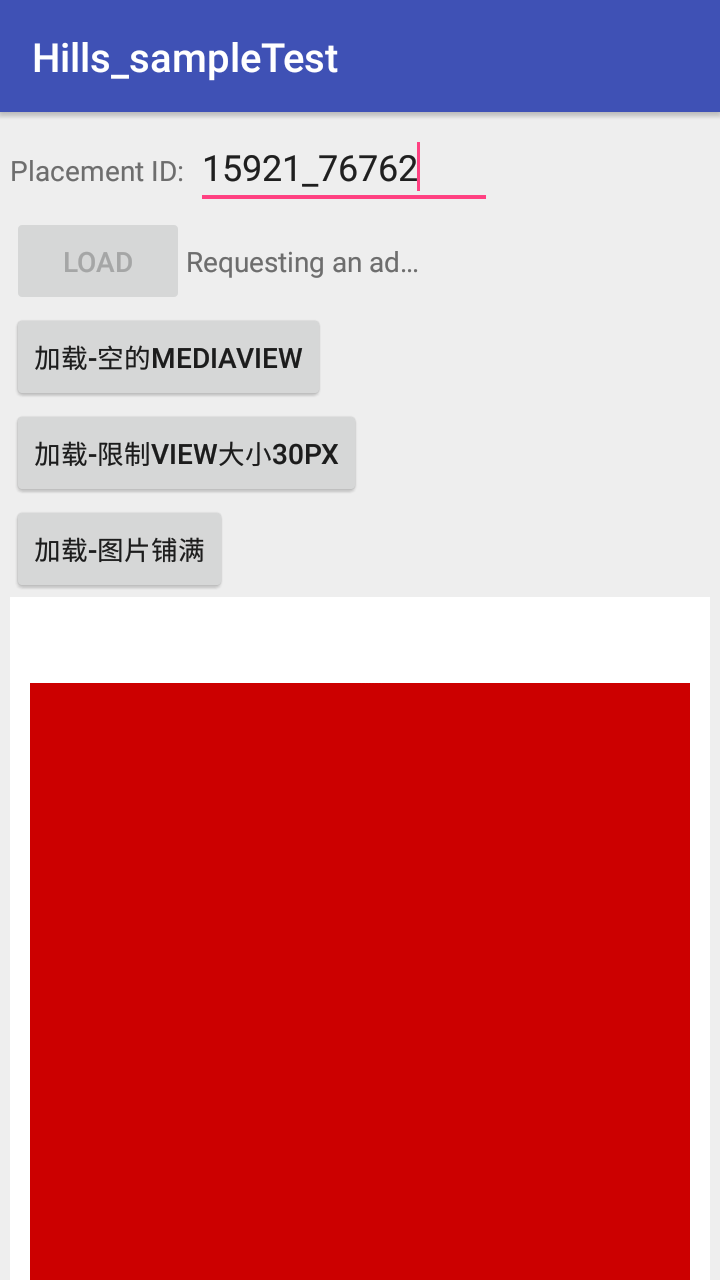 Hills_sampleTest
Placement ID: 15921_76762
LOAD Requesting an ad…
加载-空的MEDIAVIEW
加载-限制VIEW大小30PX
加载-图片铺满